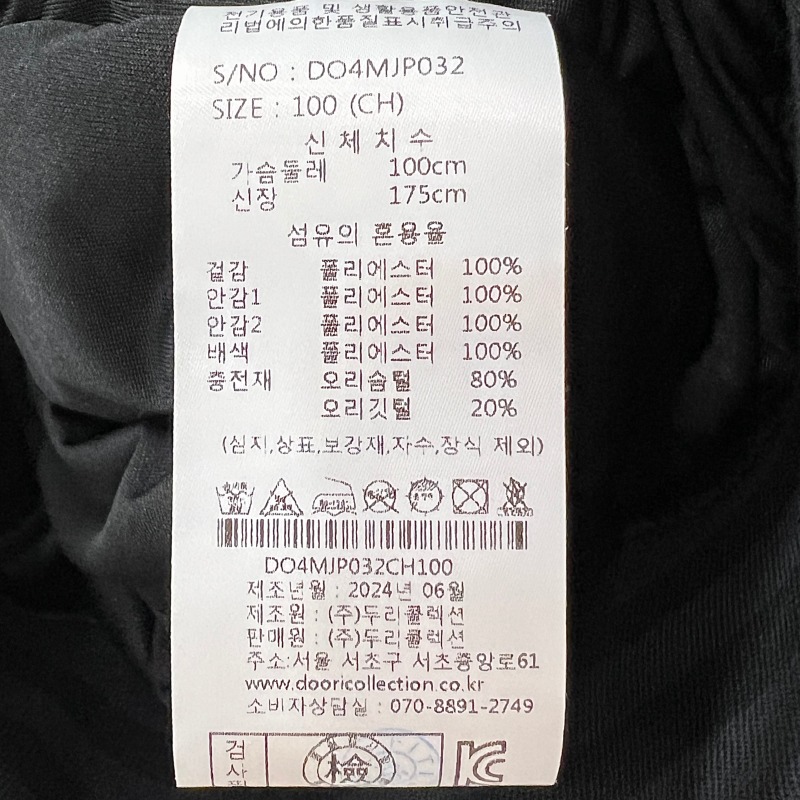 전기용품 및 생활용품안전관
리법에의한품질표시취급주의
S/NO : DO4MJP032
SIZE : 100 (CH)
신체치수
가슴둘레 100cm
신장 175cm
섬유의 혼용율
겉감 폴리에스터 100%
안감1 폴리에스터 100%
안감2 폴리에스터 100%
배색 폴리에스터 100%
충전재 오리솜털 80%
오리깃털 20%
(심지,상표,보강재,자수,장식 제외)
DO4MJP032CH100
제조년월 : 2024년 06월
제조원 : (주)두리콜렉션
판매원 : (주)두리콜렉션
주소:서울 서초구 서초중앙로61
www.dooricollection.co.kr
소비자상담실 : 070-8891-2749
검
檢